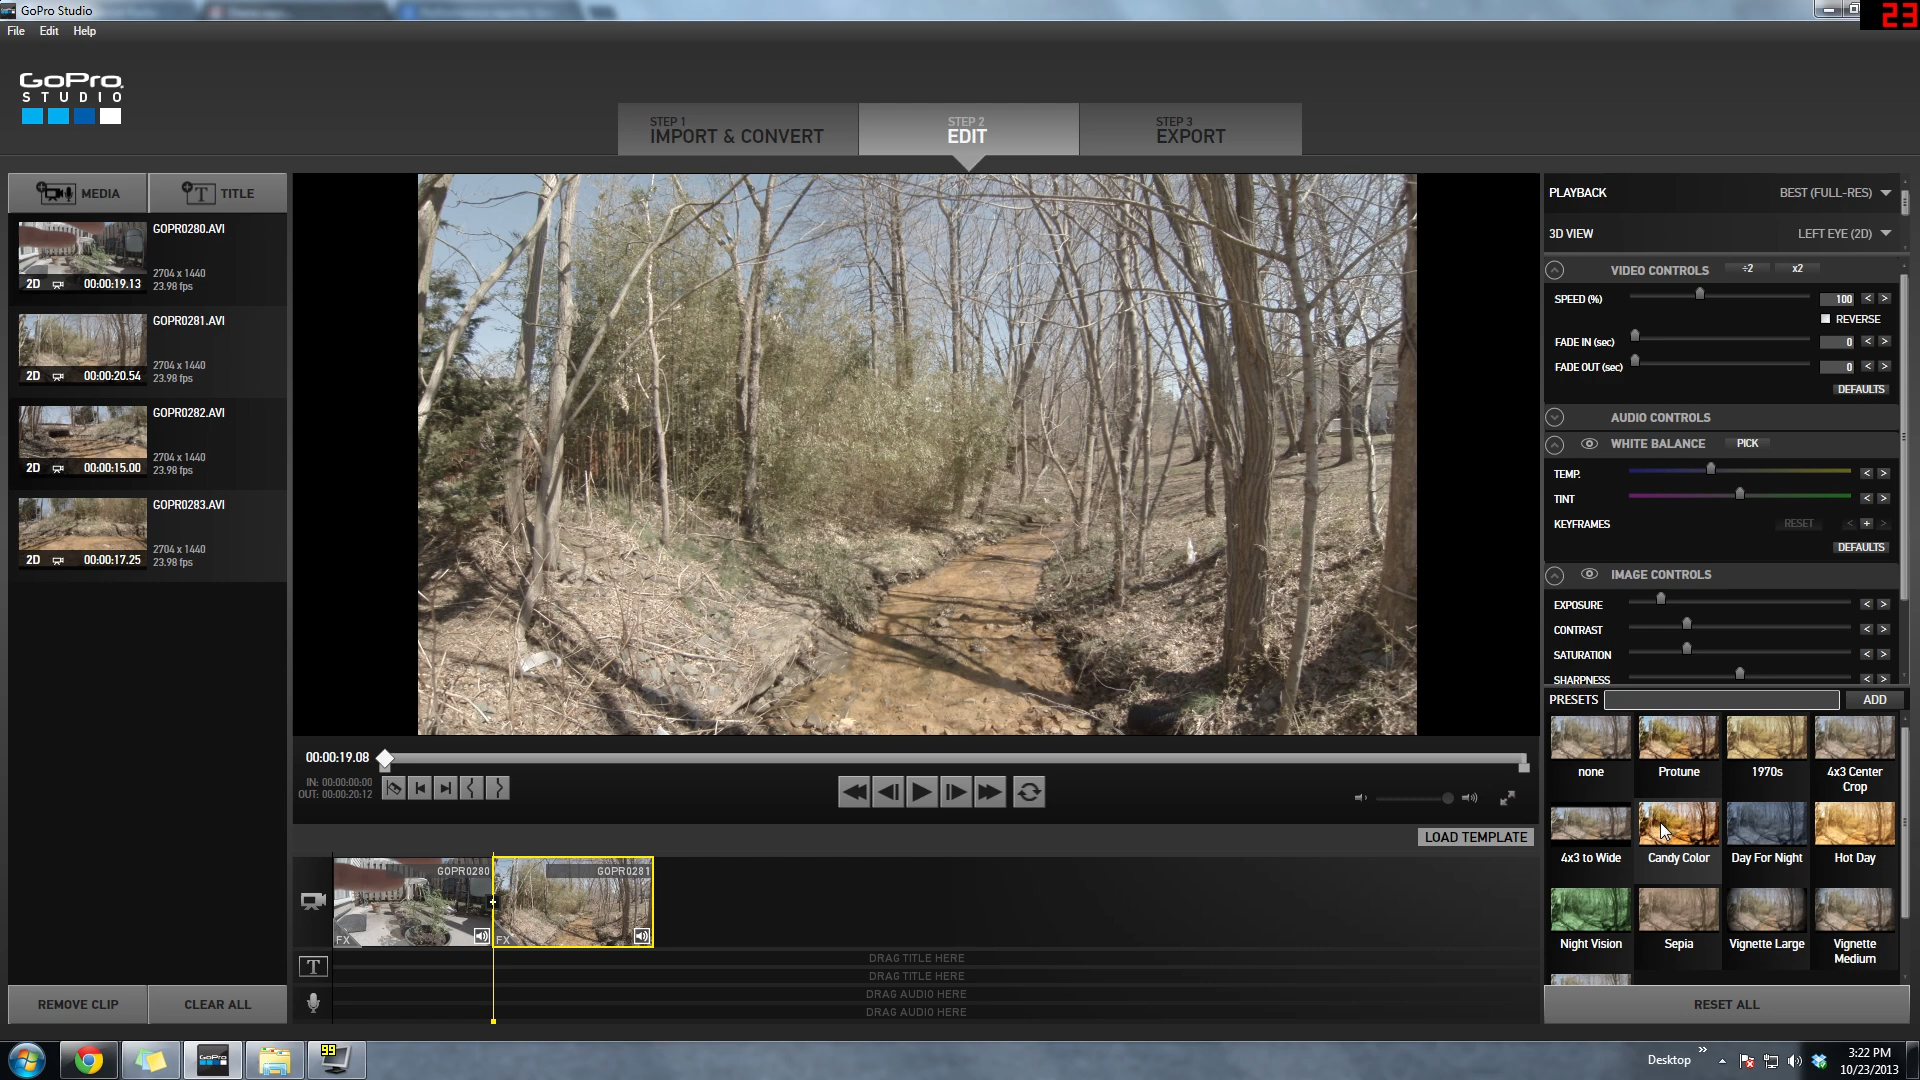 GoPro Studio
23
File Edit Help
GoPro
STUDIO
STEP 1
IMPORT & CONVERT
STEP 2
EDIT
STEP 3
EXPORT
MEDIA
T TITLE
GOPR0280.AVI
2704 x 1440
23.98 fps
2D 00:00:19.13
GOPR0281.AVI
2704 x 1440
23.98 fps
2D 00:00:20.54
GOPR0282.AVI
2704 x 1440
23.98 fps
2D 00:00:15.00
GOPR0283.AVI
2704 x 1440
23.98 fps
2D 00:00:17.25
REMOVE CLIP
CLEAR ALL
00:00:19.08
IN: 00:00:00:00
OUT: 00:00:20:12
LOAD TEMPLATE
GOPR0280
FX
GOPR0281
FX
T
DRAG TITLE HERE
DRAG TITLE HERE
DRAG AUDIO HERE
DRAG AUDIO HERE
PLAYBACK BEST (FULL-RES)
3D VIEW LEFT EYE (2D)
VIDEO CONTROLS ÷2 x2
SPEED (%) 100 < >
REVERSE
FADE IN (sec) 0 < >
FADE OUT (sec) 0 < >
DEFAULTS
AUDIO CONTROLS
WHITE BALANCE PICK
TEMP. < >
TINT < >
KEYFRAMES RESET < + >
DEFAULTS
IMAGE CONTROLS
EXPOSURE < >
CONTRAST < >
SATURATION < >
SHARPNESS < >
PRESETS ADD
none
Protune
1970s
4x3 Center
Crop
4x3 to Wide
Candy Color
Day For Night
Hot Day
Night Vision
Sepia
Vignette Large
Vignette
Medium
RESET ALL
GoPro
99
Desktop »
3:22 PM
10/23/2013